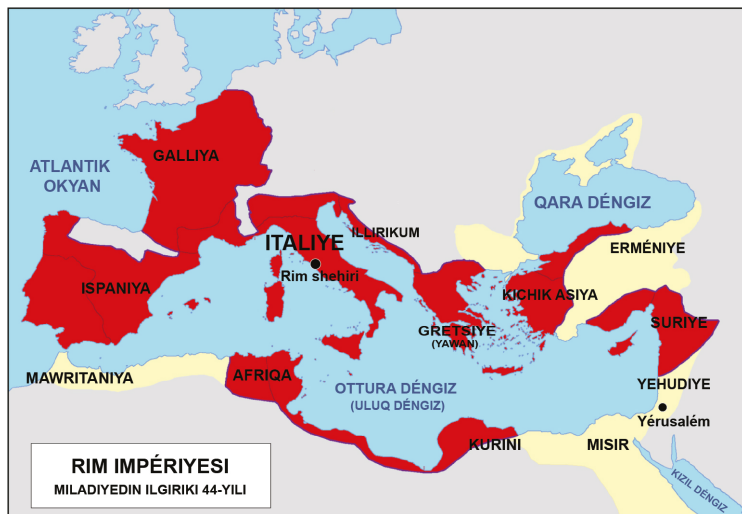 GALLIYA
ATLANTIK
OKYAN
QARA DÉNGIZ
ITALIYE
ILLIRIKUM
ERMÉNIYE
Rim shehiri
ISPANIYA
KICHIK ASIYA
SURIYE
GRETSIYE
(YAWAN)
MAWRITANIYA
AFRIQA
OTTURA DÉNGIZ
(ULUQ DÉNGIZ)
YEHUDIYE
Yérusalém
KURINI
MISIR
KIZIL DÉNGIZ
RIM IMPÉRIYESI
MILADIYEDIN ILGIRIKI 44-YILI